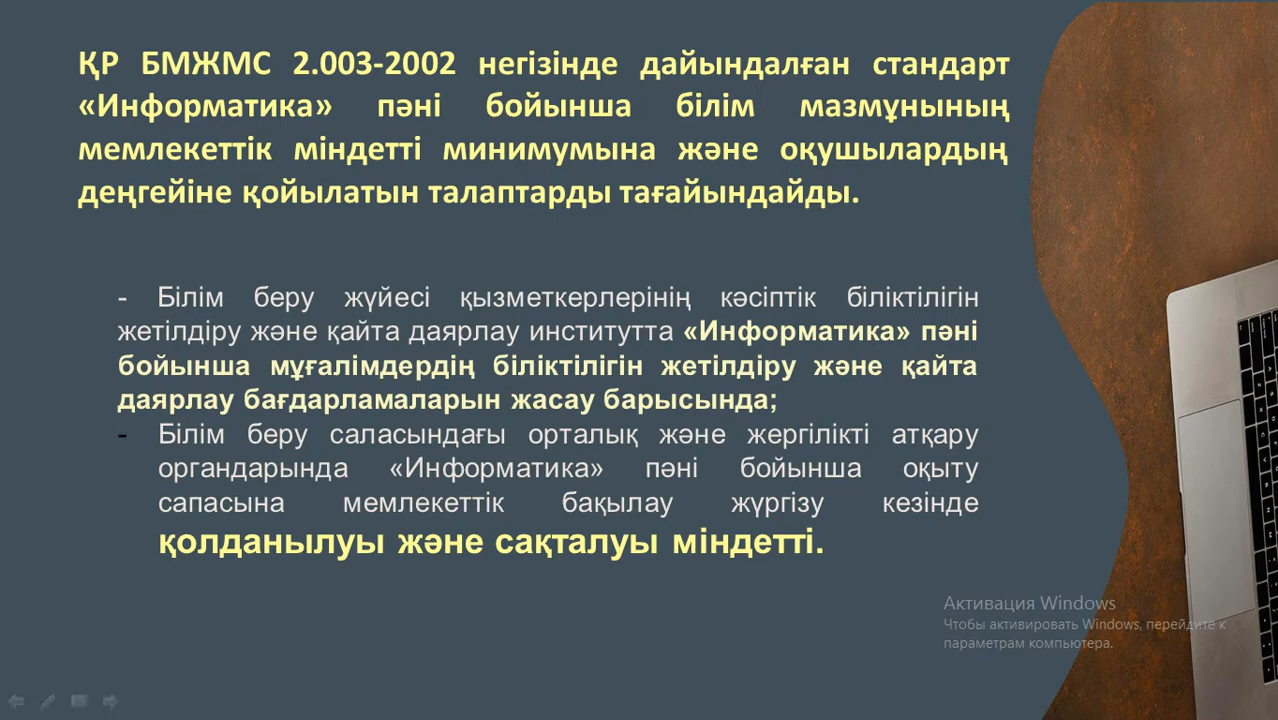 ҚР БМЖМС 2.003-2002 негізінде дайындалған стандарт
«Информатика» пәні бойынша білім мазмұнының
мемлекеттік міндетті минимумына және оқушылардың
деңгейіне қойылатын талаптарды тағайындайды.
- Білім беру жүйесі қызметкерлерінің кәсіптік біліктілігін
жетілдіру және қайта даярлау институтта «Информатика» пәні
бойынша мұғалімдердің біліктілігін жетілдіру және қайта
даярлау бағдарламаларын жасау барысында;
- Білім беру саласындағы орталық және жергілікті атқару
органдарында «Информатика» пәні бойынша оқыту
сапасына мемлекеттік бақылау жүргізу кезінде
қолданылуы және сақталуы міндетті.
Активация Windows
Чтобы активировать Windows, перейдите к
параметрам компьютера.